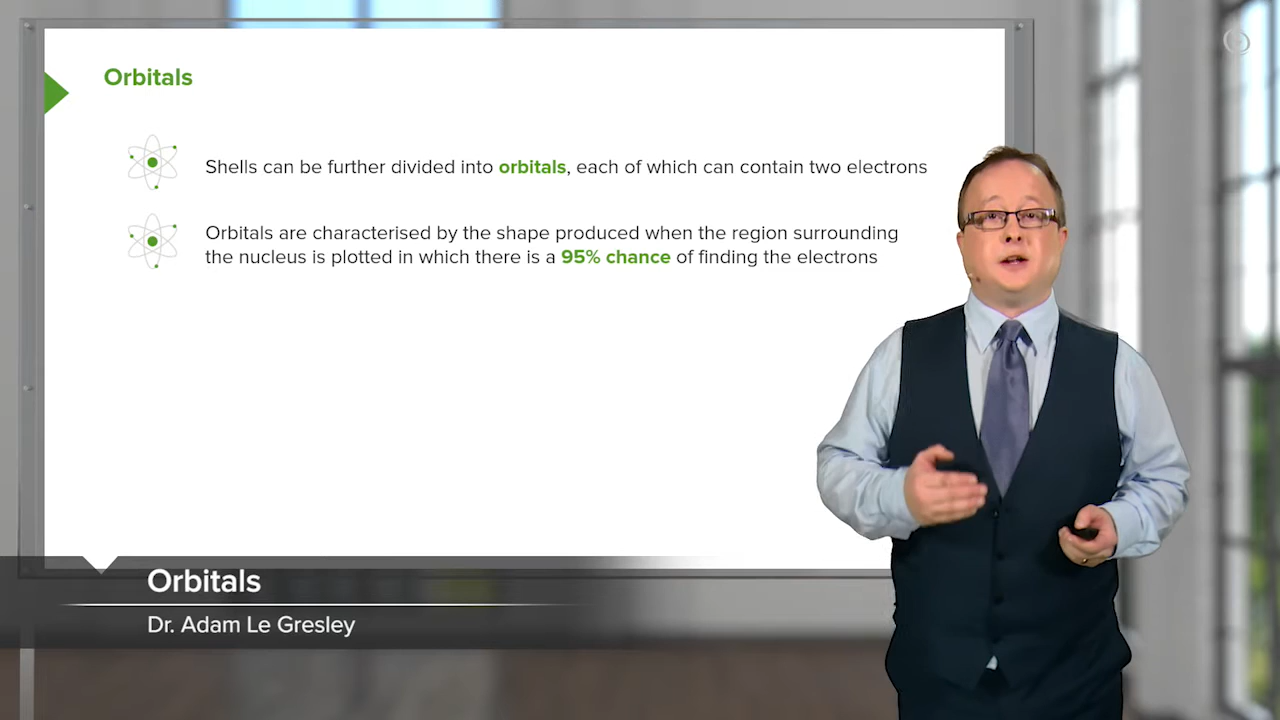 Orbitals
Shells can be further divided into orbitals, each of which can contain two electrons
Orbitals are characterised by the shape produced when the region surrounding
the nucleus is plotted in which there is a 95% chance of finding the electrons
Orbitals
Dr. Adam Le Gresley